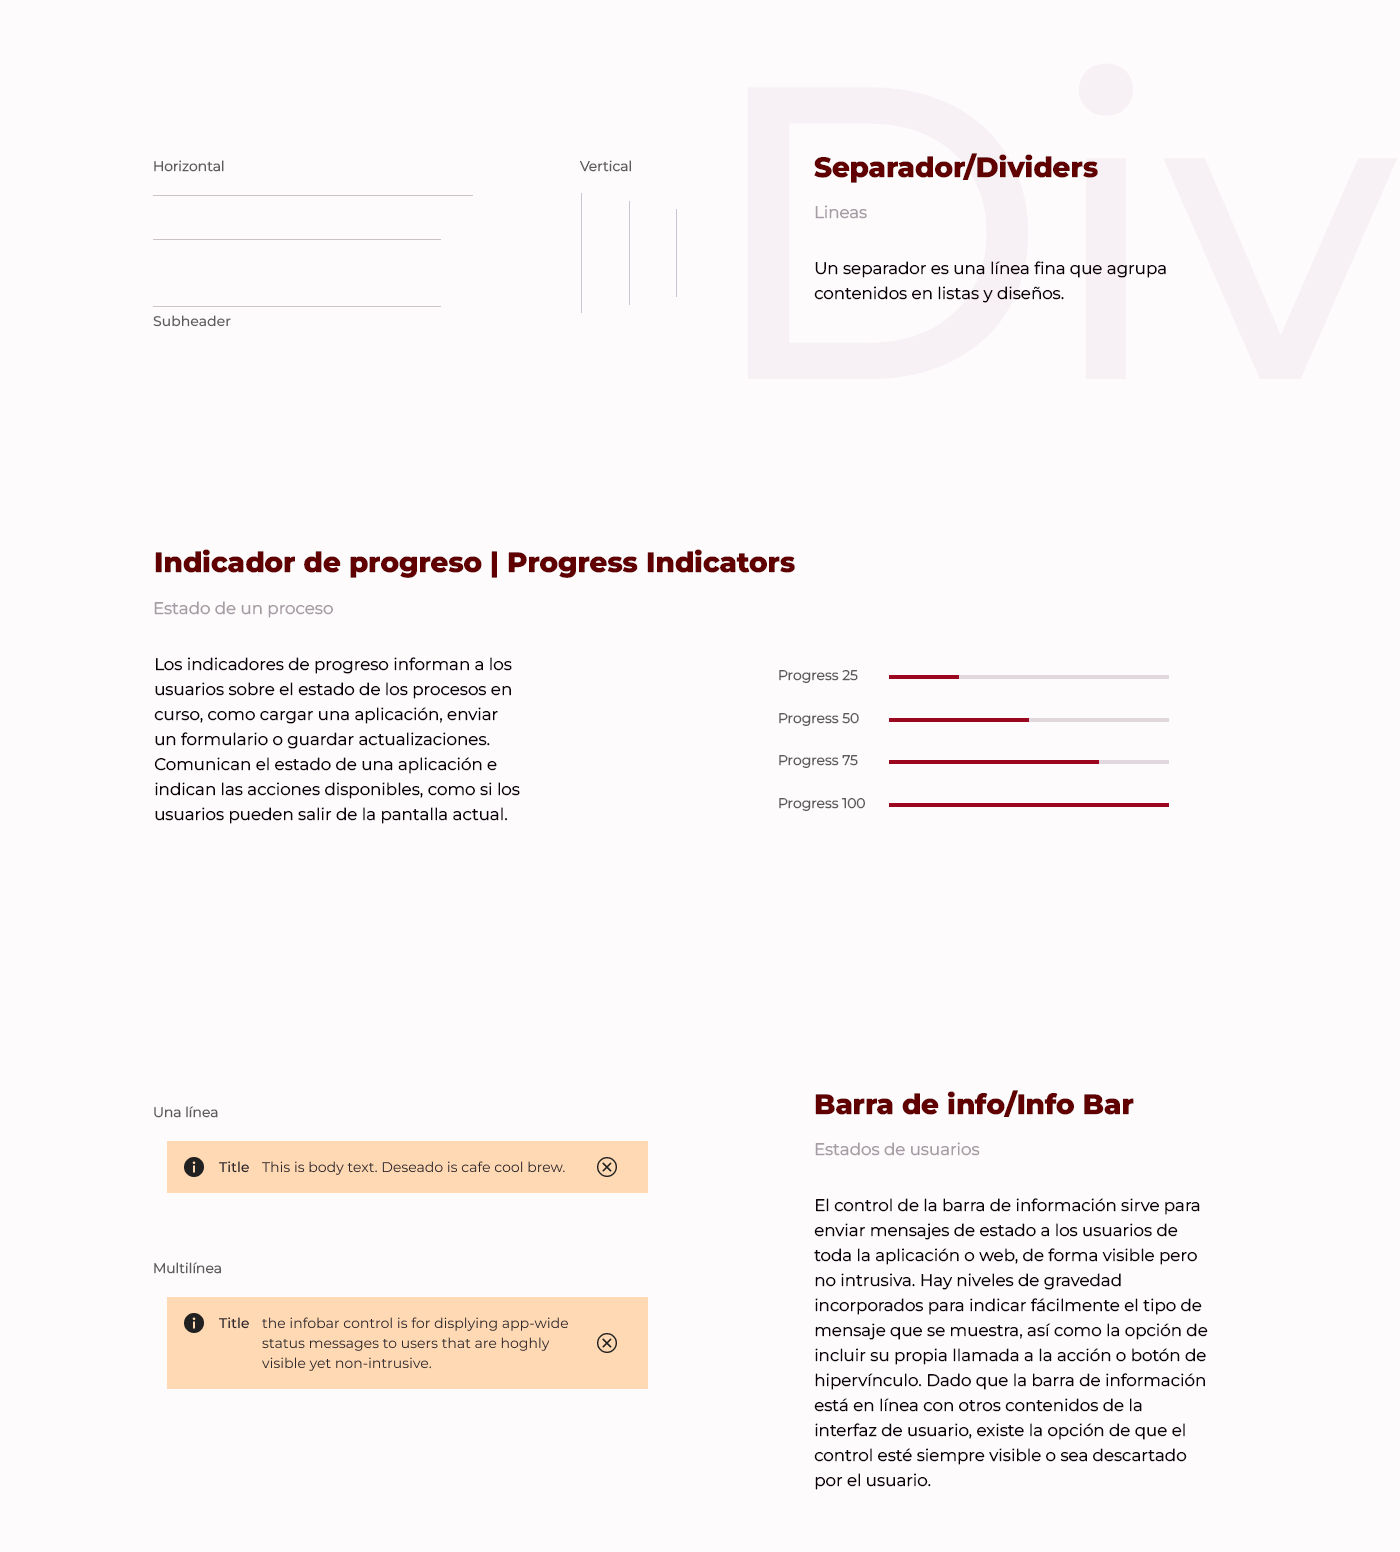 Div
Horizontal
Vertical
Subheader
Separador/Dividers
Lineas
Un separador es una línea fina que agrupa
contenidos en listas y diseños.
Indicador de progreso | Progress Indicators
Estado de un proceso
Los indicadores de progreso informan a los
usuarios sobre el estado de los procesos en
curso, como cargar una aplicación, enviar
un formulario o guardar actualizaciones.
Comunican el estado de una aplicación e
indican las acciones disponibles, como si los
usuarios pueden salir de la pantalla actual.
Progress 25
Progress 50
Progress 75
Progress 100
Una línea
Title This is body text. Deseado is cafe cool brew.
Multilínea
Title the infobar control is for displying app-wide
status messages to users that are hoghly
visible yet non-intrusive.
Barra de info/Info Bar
Estados de usuarios
El control de la barra de información sirve para
enviar mensajes de estado a los usuarios de
toda la aplicación o web, de forma visible pero
no intrusiva. Hay niveles de gravedad
incorporados para indicar fácilmente el tipo de
mensaje que se muestra, así como la opción de
incluir su propia llamada a la acción o botón de
hipervínculo. Dado que la barra de información
está en línea con otros contenidos de la
interfaz de usuario, existe la opción de que el
control esté siempre visible o sea descartado
por el usuario.